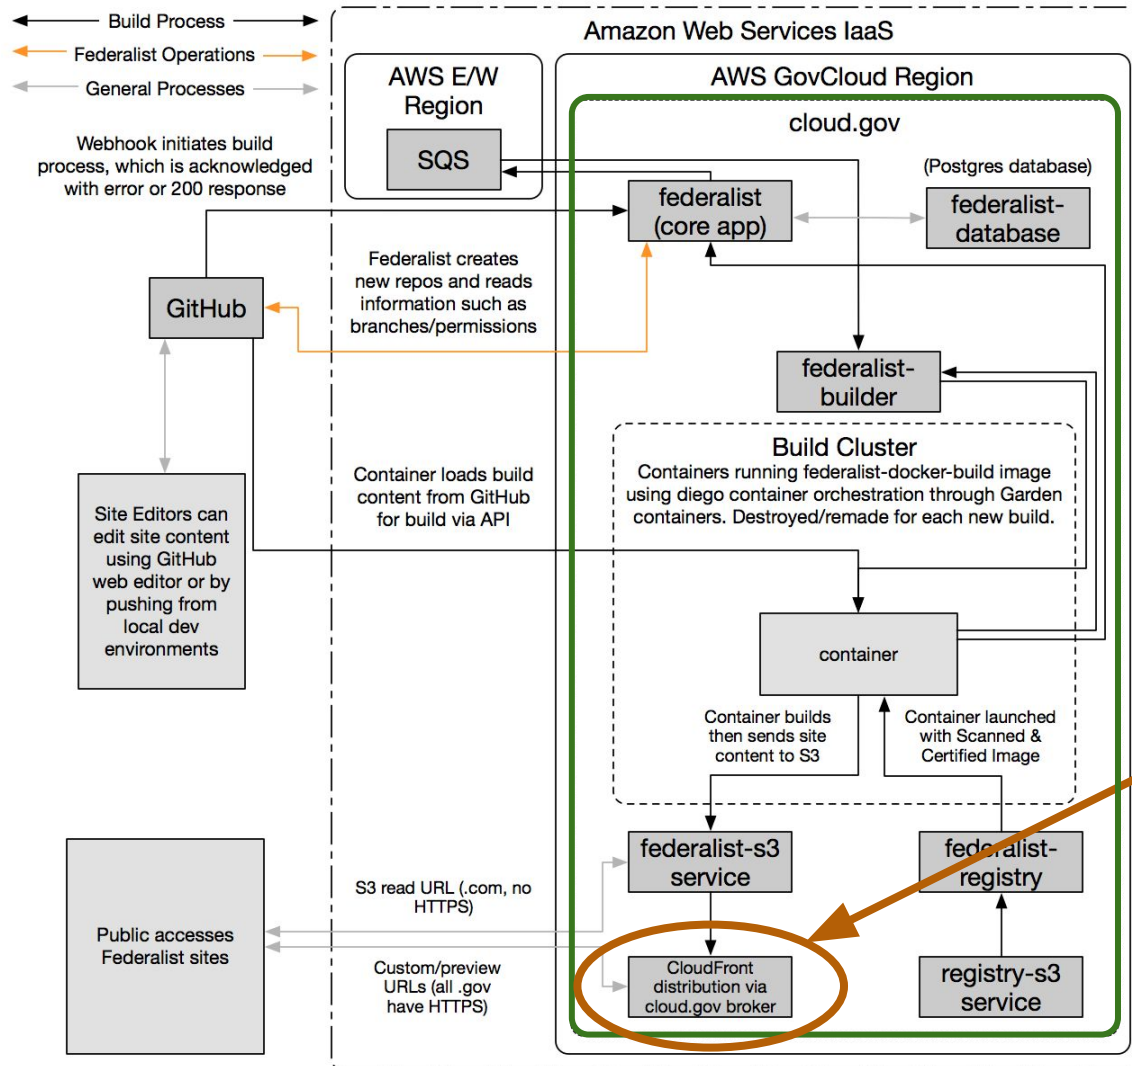 Build Process
Federalist Operations
General Processes
Amazon Web Services IaaS
AWS E/W
Region
AWS GovCloud Region
cloud.gov
SQS
Webhook initiates build
process, which is acknowledged
with error or 200 response
(Postgres database)
federalist
(core app)
federalist-
database
Federalist creates
new repos and reads
information such as
branches/permissions
GitHub
federalist-
builder
Build Cluster
Containers running federalist-docker-build image
using diego container orchestration through Garden
containers. Destroyed/remade for each new build.
Container loads build
content from GitHub
for build via API
Site Editors can
edit site content
using GitHub
web editor or by
pushing from
local dev
environments
container
Container builds
then sends site
content to S3
Container launched
with Scanned &
Certified Image
federalist-s3
service
federalist-
registry
S3 read URL (.com, no
HTTPS)
Public accesses
Federalist sites
Custom/preview
URLs (all .gov
have HTTPS)
CloudFront
distribution via
cloud.gov broker
registry-s3
service